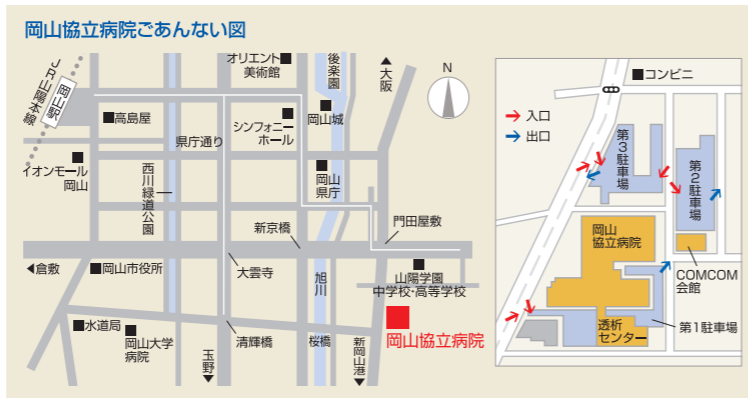 岡山協立病院ごあんない図
JR山陽本線
岡山駅
高島屋
イオンモール
岡山
県庁通り
西川緑道公園
オリエント
美術館
シンフォニー
ホール
後楽園
岡山城
岡山
県庁
大阪
N
新京橋
門田屋敷
倉敷
岡山市役所
大雲寺
旭川
山陽学園
中学校・高等学校
水道局
岡山大学
病院
清輝橋
玉野
桜橋
新岡山港
岡山協立病院
コンビニ
入口
出口
第3駐車場
第2駐車場
岡山
協立病院
COMCOM
会館
第1駐車場
透析
センター